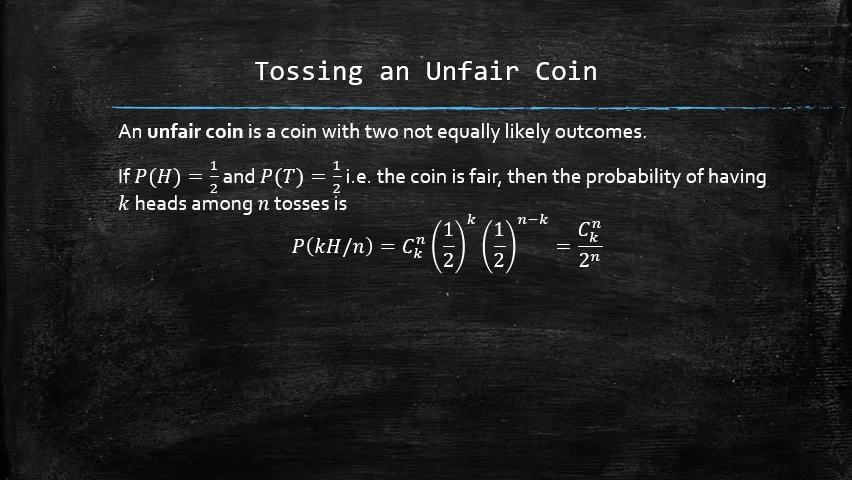 Tossing an Unfair Coin
An unfair coin is a coin with two not equally likely outcomes.
If P(H) = 1/2 and P(T) = 1/2 i.e. the coin is fair, then the probability of having
k heads among n tosses is
P(kH/n) = C_k^n (1/2)^k (1/2)^{n−k} = C_k^n / 2^n